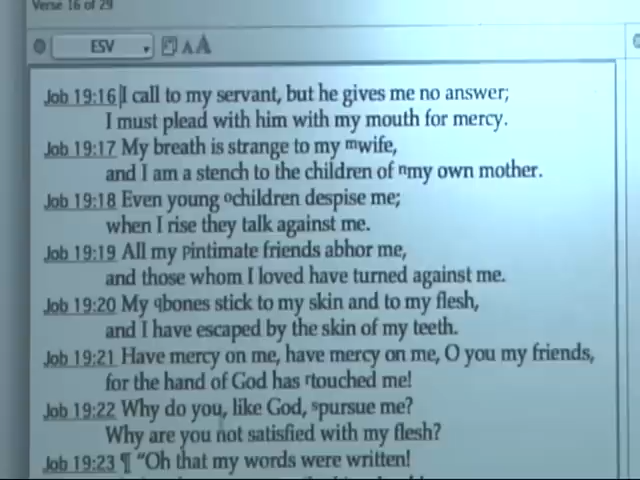 Verse 16 of 29
ESV AA
Job 19:16 I call to my servant, but he gives me no answer;
I must plead with him with my mouth for mercy.
Job 19:17 My breath is strange to my mwife,
and I am a stench to the children of nmy own mother.
Job 19:18 Even young ochildren despise me;
when I rise they talk against me.
Job 19:19 All my pintimate friends abhor me,
and those whom I loved have turned against me.
Job 19:20 My qbones stick to my skin and to my flesh,
and I have escaped by the skin of my teeth.
Job 19:21 Have mercy on me, have mercy on me, O you my friends,
for the hand of God has rtouched me!
Job 19:22 Why do you, like God, spursue me?
Why are you not satisfied with my flesh?
Job 19:23 ¶ “Oh that my words were written!